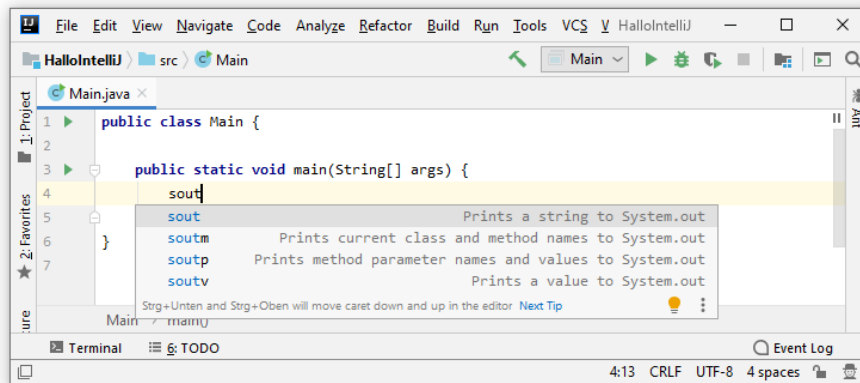 File Edit View Navigate Code Analyze Refactor Build Run Tools VCS HalloIntelliJ
HalloIntelliJ src Main Main
Main.java
1: Project
Ant
1 public class Main {
2
3 public static void main(String[] args) {
4 sout
5
6 }
7
sout Prints a string to System.out
soutm Prints current class and method names to System.out
soutp Prints method parameter names and values to System.out
soutv Prints a value to System.out
Strg+Unten and Strg+Oben will move caret down and up in the editor Next Tip
2: Favorites
Main main()
Terminal 6: TODO Event Log
4:13 CRLF UTF-8 4 spaces